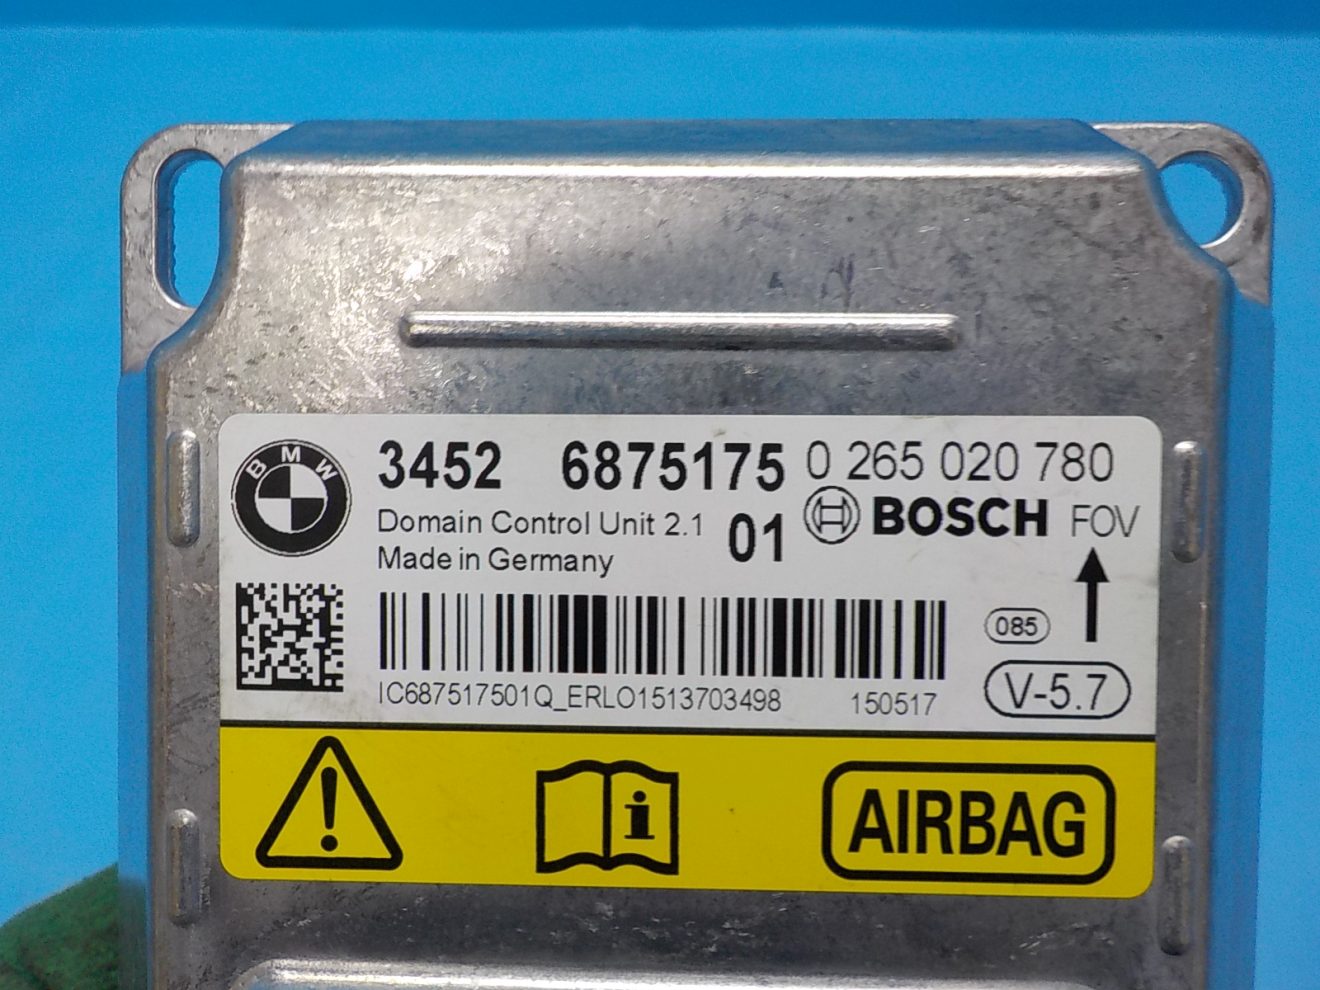 BMW
3452 6875175 0 265 020 780
Domain Control Unit 2.1 01 BOSCH FOV
Made in Germany
085
IC687517501Q_ERLO1513703498 150517 V-5.7
i AIRBAG